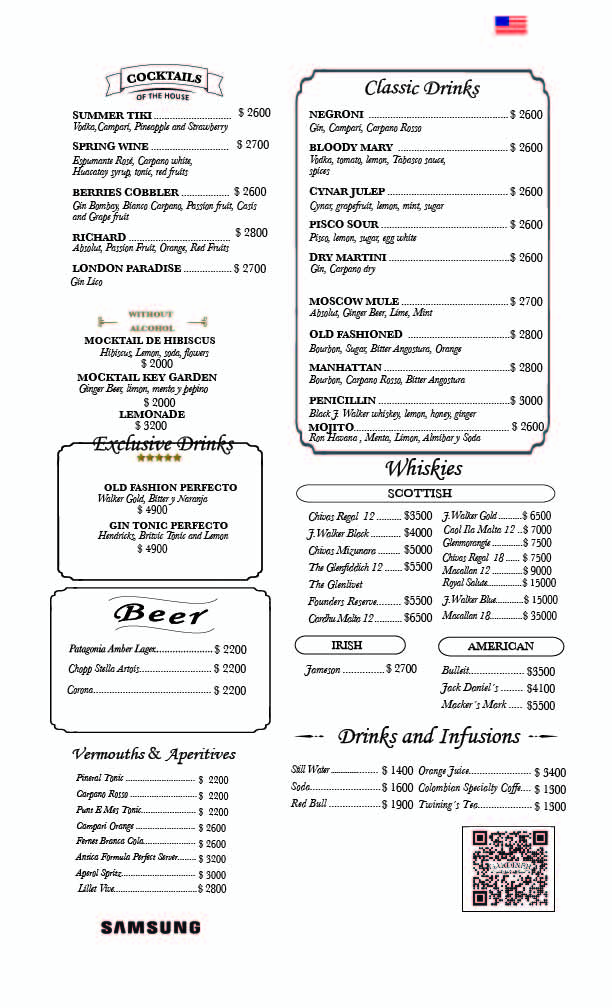 COCKTAILS
OF THE HOUSE
SUMMER TIKI ........................ $ 2600
Vodka, Campari, Pineapple and Strawberry
SPRING WINE ........................ $ 2700
Espumante Rosé, Carpano white,
Huacatay syrup, tonic, red fruits
BERRIES COBBLER ............... $ 2600
Gin Bombay, Bianco Carpano, Passion fruit, Casis
and Grape fruit
RICHARD ............................... $ 2800
Absolut, Passion Fruit, Orange, Red Fruits
LONDON PARADISE ............... $ 2700
Gin Lico
WITHOUT
ALCOHOL
MOCKTAIL DE HIBISCUS
Hibiscus, Lemon, soda, flowers
$ 2000
MOCKTAIL KEY GARDEN
Ginger Beer, limon, menta y pepino
$ 2000
LEMONADE
$ 3200
Exclusive Drinks
OLD FASHION PERFECTO
Walker Gold, Bitter y Naranja
$ 4900
GIN TONIC PERFECTO
Hendricks, Britvic Tonic and Lemon
$ 4900
Beer
Patagonia Amber Lager...................... $ 2200
Chopp Stella Artois............................ $ 2200
Corona.............................................. $ 2200
Vermouths & Aperitives
Pineral Tonic ............................ $ 2200
Carpano Rosso .......................... $ 2200
Punt E Mes Tonic...................... $ 2200
Campari Orange ........................ $ 2600
Fernet Branca Cola.................... $ 2600
Antica Formula Perfect Server....... $ 3200
Aperol Spritz.............................. $ 3000
Lillet Vive.................................$ 2800
SAMSUNG
Classic Drinks
NEGRONI ............................................ $ 2600
Gin, Campari, Carpano Rosso
BLOODY MARY .................................. $ 2600
Vodka, tomato, lemon, Tabasco sauce,
spices
CYNAR JULEP ..................................... $ 2600
Cynar, grapefruit, lemon, mint, sugar
PISCO SOUR ........................................ $ 2600
Pisco, lemon, sugar, egg white
DRY MARTINI ......................................$ 2600
Gin, Carpano dry
MOSCOW MULE .................................. $ 2700
Absolut, Ginger Beer, Lime, Mint
OLD FASHIONED ................................ $ 2800
Bourbon, Sugar, Bitter Angostura, Orange
MANHATTAN .......................................$ 2800
Bourbon, Carpano Rosso, Bitter Angostura
PENICILLIN ......................................... $ 3000
Black J. Walker whiskey, lemon, honey, ginger
MOJITO................................................. $ 2600
Ron Havana , Menta, Limon, Almibar y Soda
Whiskies
SCOTTISH
Chivas Regal 12 .......... $3500
J.Walker Black ........... $4000
Chivas Mizunara ........ $5000
The Glenfiddich 12 .......$5500
The Glenlivet
Founders Reserve......... $5500
Cardhu Malta 12.......... $6500
J.Walker Gold ..........$ 6500
Caol Ila Malta 12 ..$ 7000
Glenmorangie .............$ 7500
Chivas Regal 18 ...... $ 7500
Macallan 12 .............$ 9000
Royal Salute...............$ 15000
J.Walker Blue............$ 15000
Macallan 18..............$ 35000
IRISH
Jameson ................ $ 2700
AMERICAN
Bulleit...................... $3500
Jack Daniel´s ........ $4100
Macker´s Mark ..... $5500
Drinks and Infusions
Still Water................. $ 1400
Soda......................... $ 1600
Red Bull .................... $ 1900
Orange Juice........................ $ 3400
Colombian Specialty Coffe.... $ 1300
Twining´s Tea..................... $ 1300